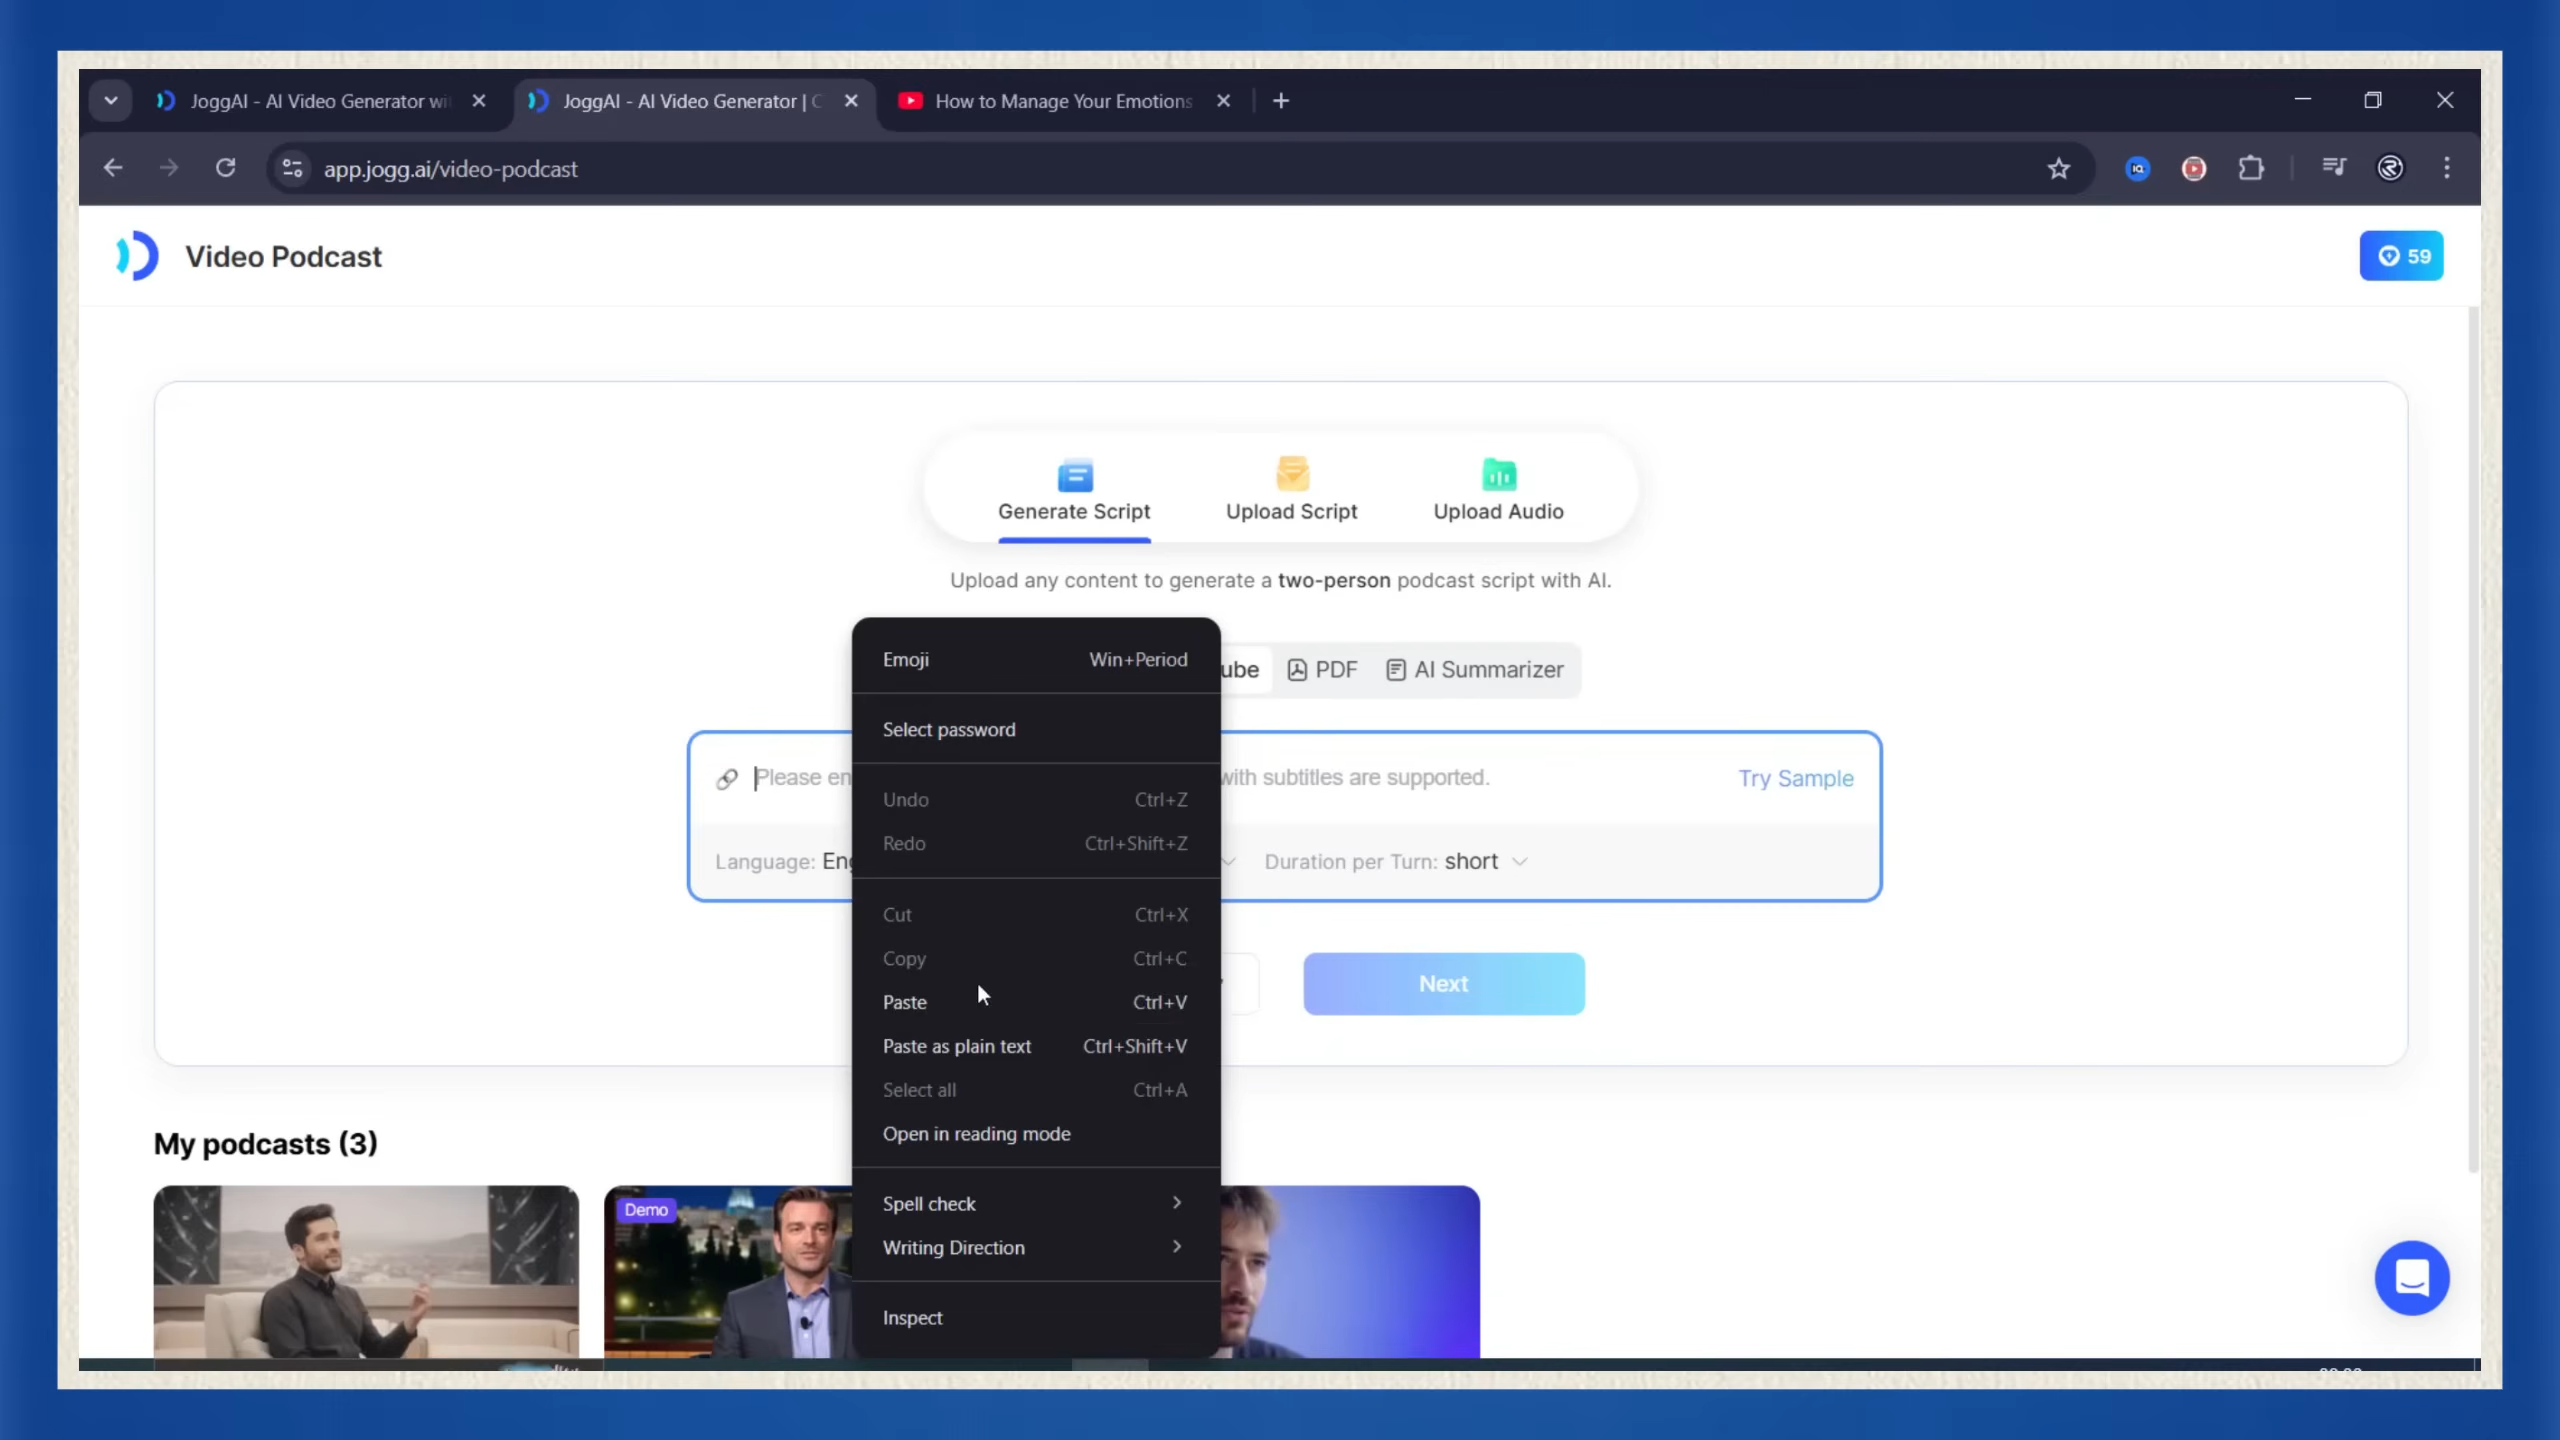 JoggAI - AI Video Generator wi
JoggAI - AI Video Generator | C
How to Manage Your Emotions
app.jogg.ai/video-podcast
Video Podcast
59
Generate Script
Upload Script
Upload Audio
Upload any content to generate a two-person podcast script with AI.
ube
PDF
AI Summarizer
Please en
with subtitles are supported.
Try Sample
Language: Eng
Duration per Turn: short
Next
Emoji Win+Period
Select password
Undo Ctrl+Z
Redo Ctrl+Shift+Z
Cut Ctrl+X
Copy Ctrl+C
Paste Ctrl+V
Paste as plain text Ctrl+Shift+V
Select all Ctrl+A
Open in reading mode
Spell check
Writing Direction
Inspect
My podcasts (3)
Demo